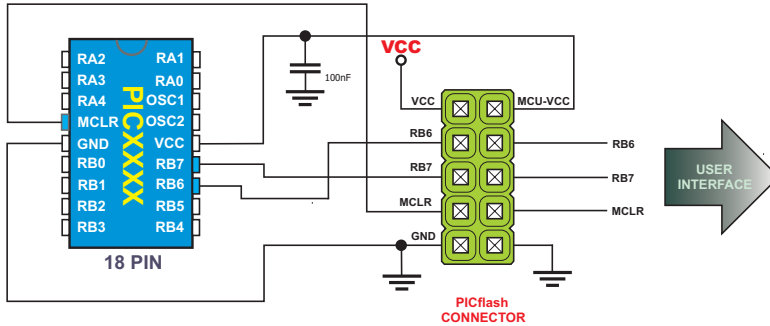 RA2
RA3
RA4
MCLR
GND
RB0
RB1
RB2
RB3
PICXXXX
RA1
RA0
OSC1
OSC2
VCC
RB7
RB6
RB5
RB4
18 PIN
100nF
VCC
VCC
RB6
RB7
MCLR
GND
MCU-VCC
RB6
RB7
MCLR
PICflash
CONNECTOR
USER
INTERFACE